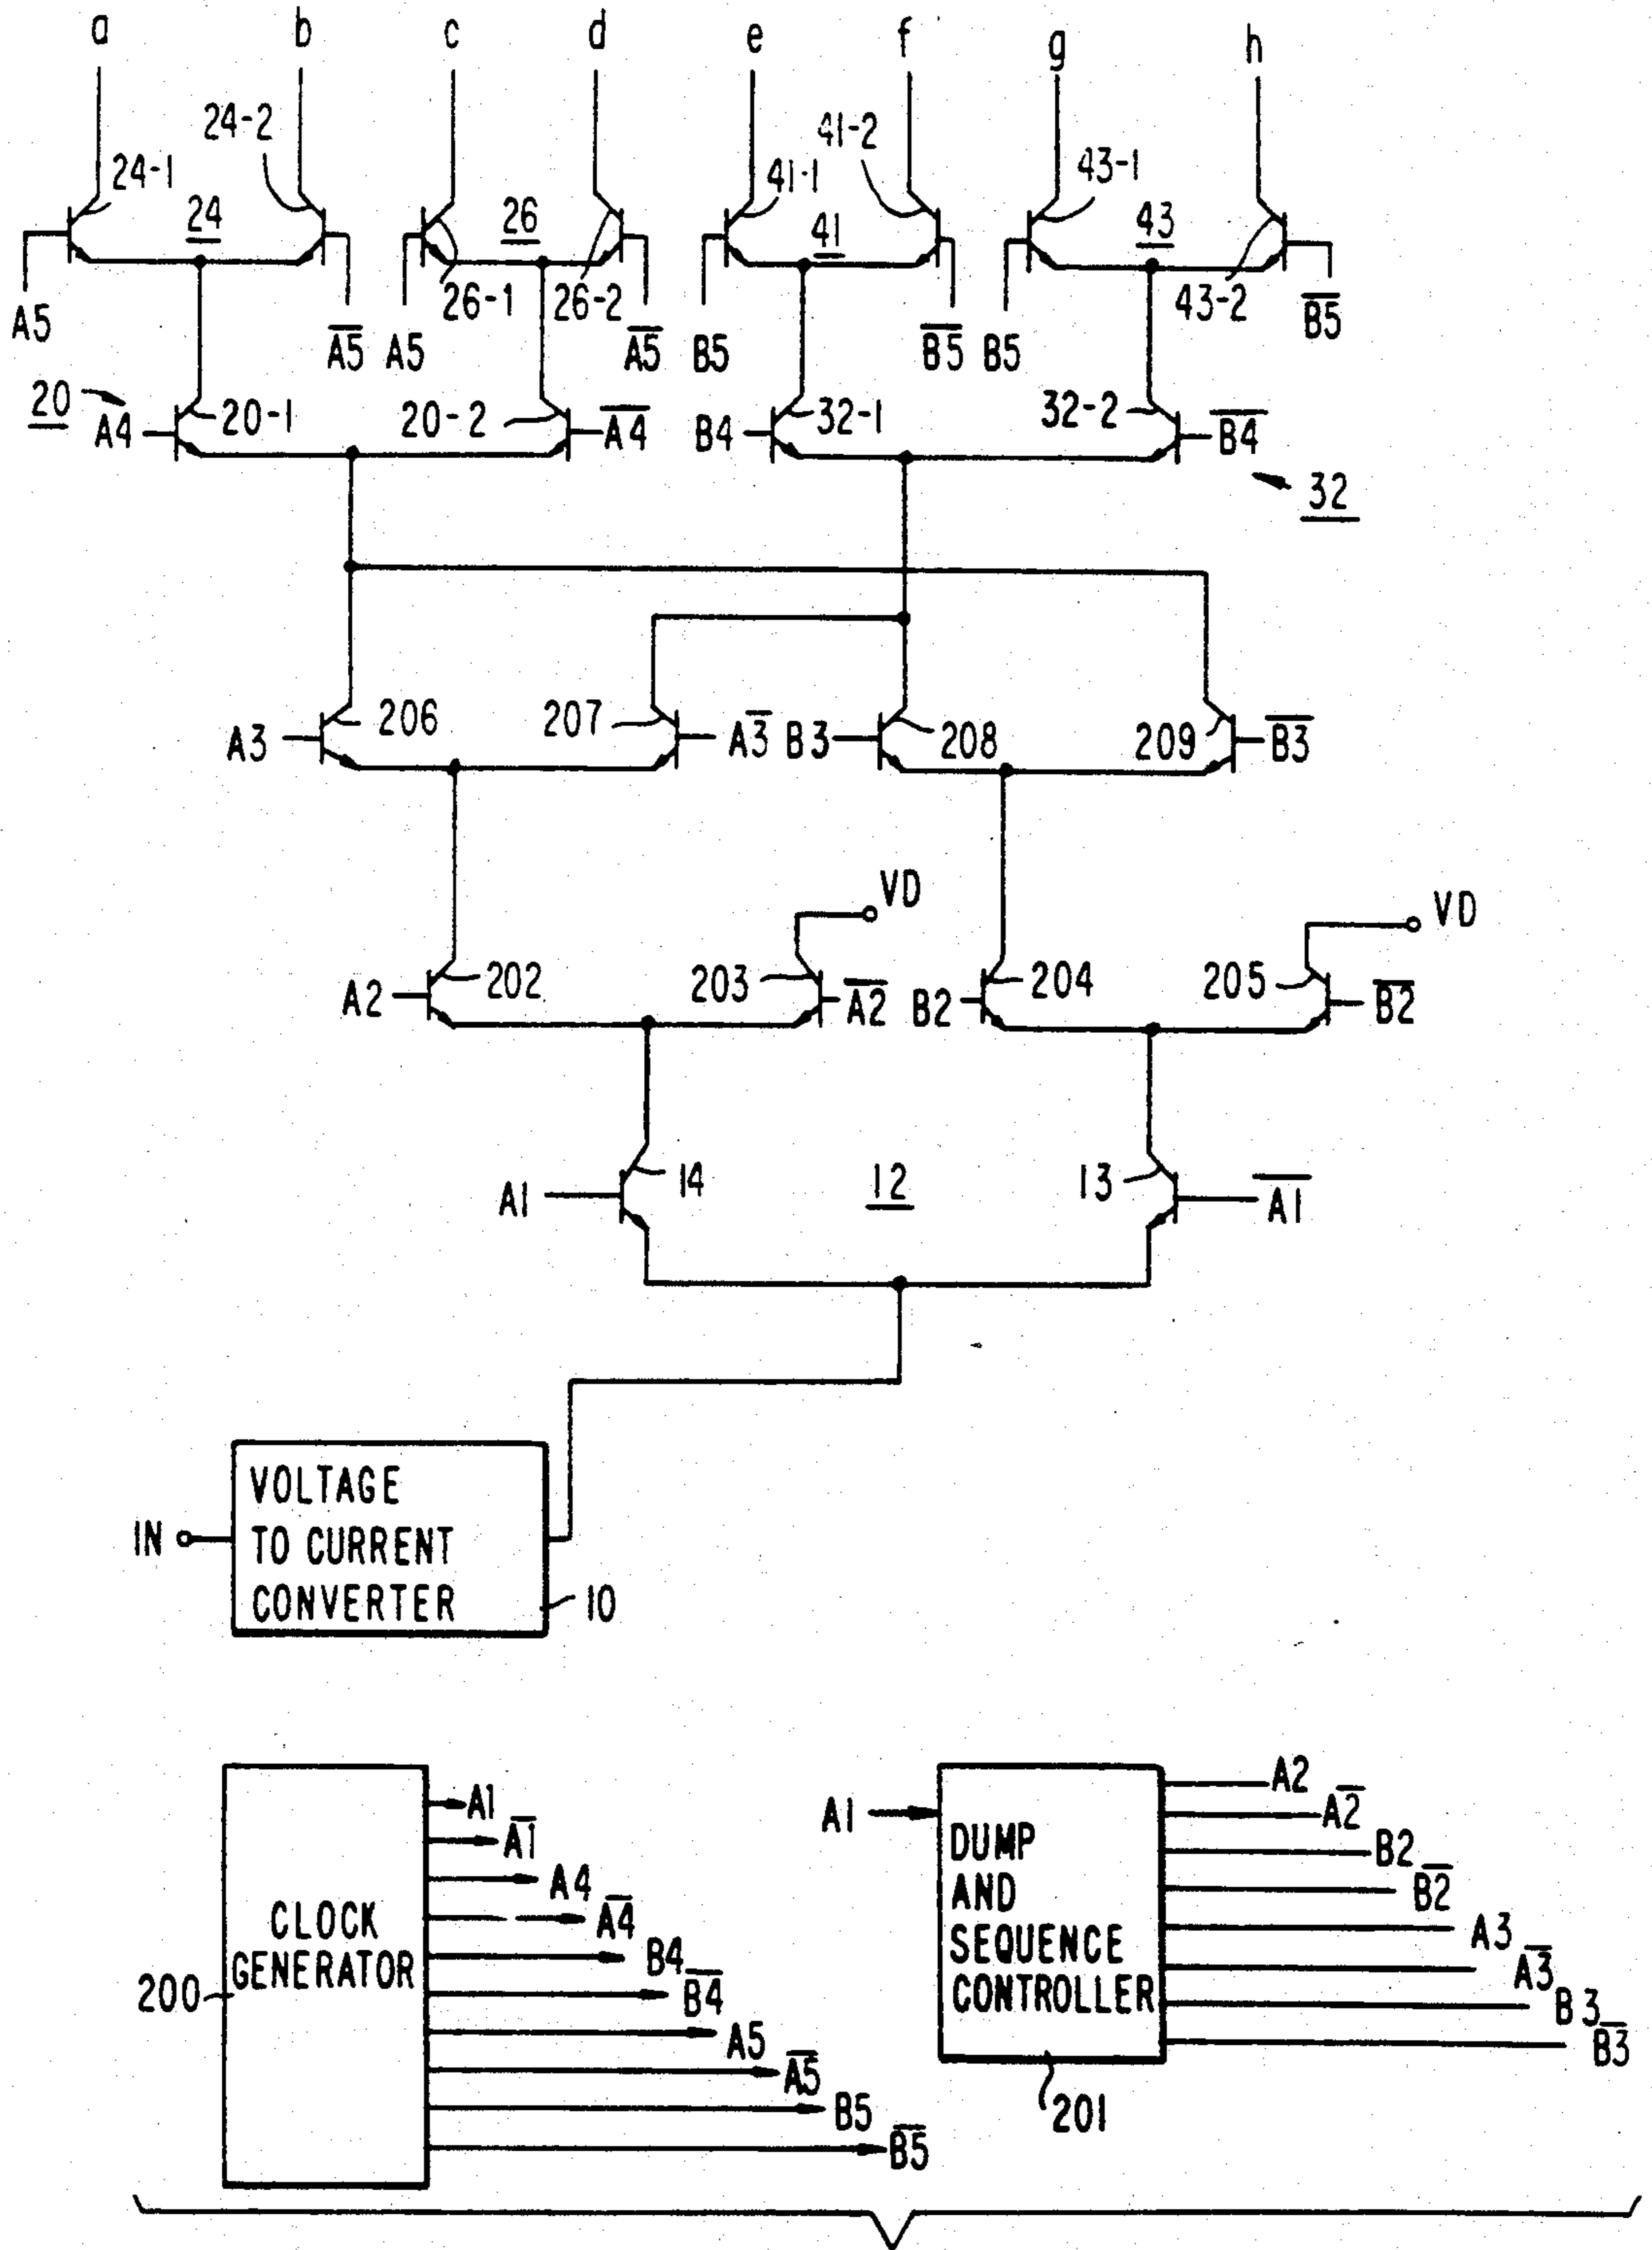 a b c d e f g h
24-1 24-2 41-1 41-2 43-1
24 26 41 43
26-1 26-2 43-2
A5 A̅5̅ A5 A̅5̅ B5 B̅5̅ B5 B̅5̅
20 A4 20-1 20-2 A̅4̅ B4 32-1 32-2 B̅4̅
32
A3 206 207 A3̅ B3 208 209 B̅3̅
VD VD
A2 202 203 A̅2̅ B2 204 205 B̅2̅
A1 14 12 13 A̅1̅
IN VOLTAGE
TO CURRENT
CONVERTER 10
CLOCK
GENERATOR
200
A1
A̅1̅
A4
A̅4̅
B4
B̅4̅
A5
A̅5̅
B5
B̅5̅
A1
DUMP
AND
SEQUENCE
CONTROLLER
201
A2
A̅2̅
B2
B̅2̅
A3
A̅3̅
B3
B̅3̅